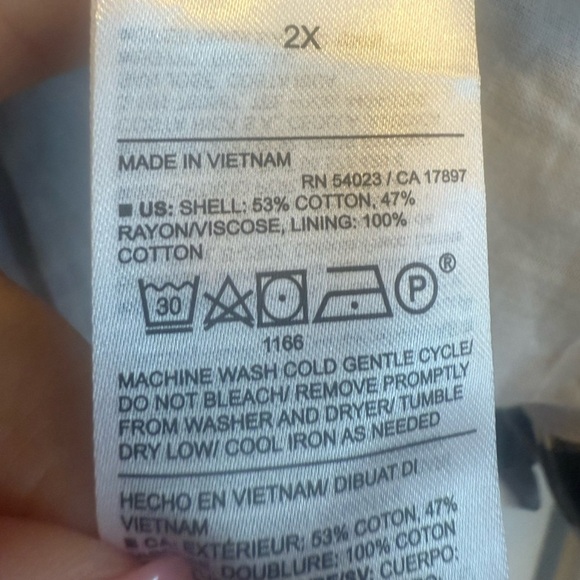 2X
MADE IN VIETNAM
RN 54023 / CA 17897
■ US: SHELL: 53% COTTON, 47%
RAYON/VISCOSE, LINING: 100%
COTTON
30 P ®
1166
MACHINE WASH COLD GENTLE CYCLE/
DO NOT BLEACH/ REMOVE PROMPTLY
FROM WASHER AND DRYER/ TUMBLE
DRY LOW/ COOL IRON AS NEEDED
HECHO EN VIETNAM/ DIBUAT DI
VIETNAM
■ CA: EXTÉRIEUR: 53% COTON, 47%
DOUBLURE: 100% COTON
CUERPO: